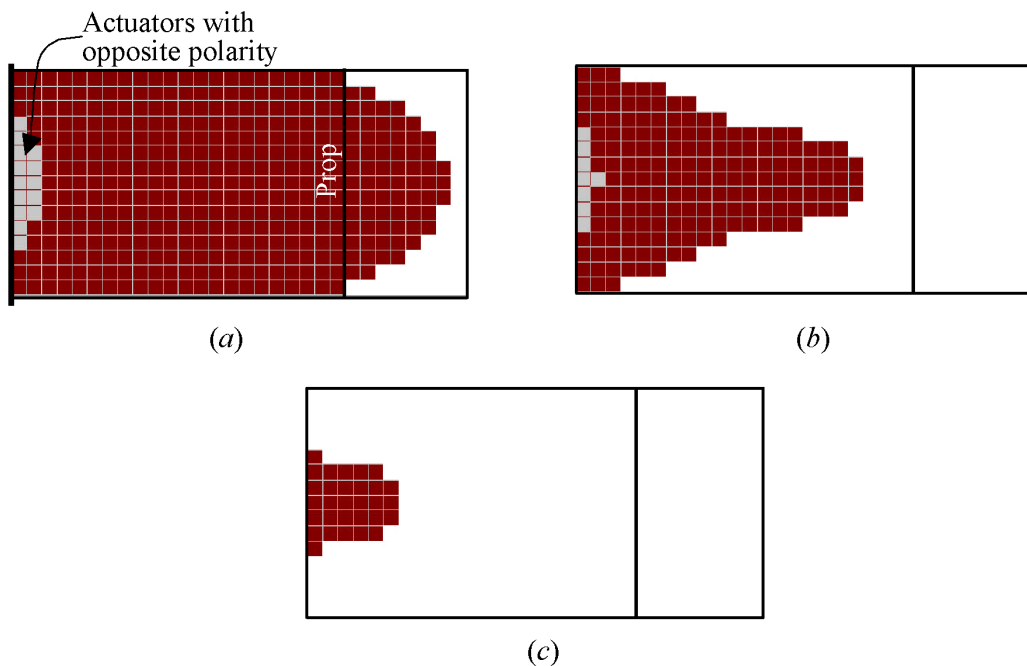 Actuators with
opposite polarity
Prop
(a)
(b)
(c)